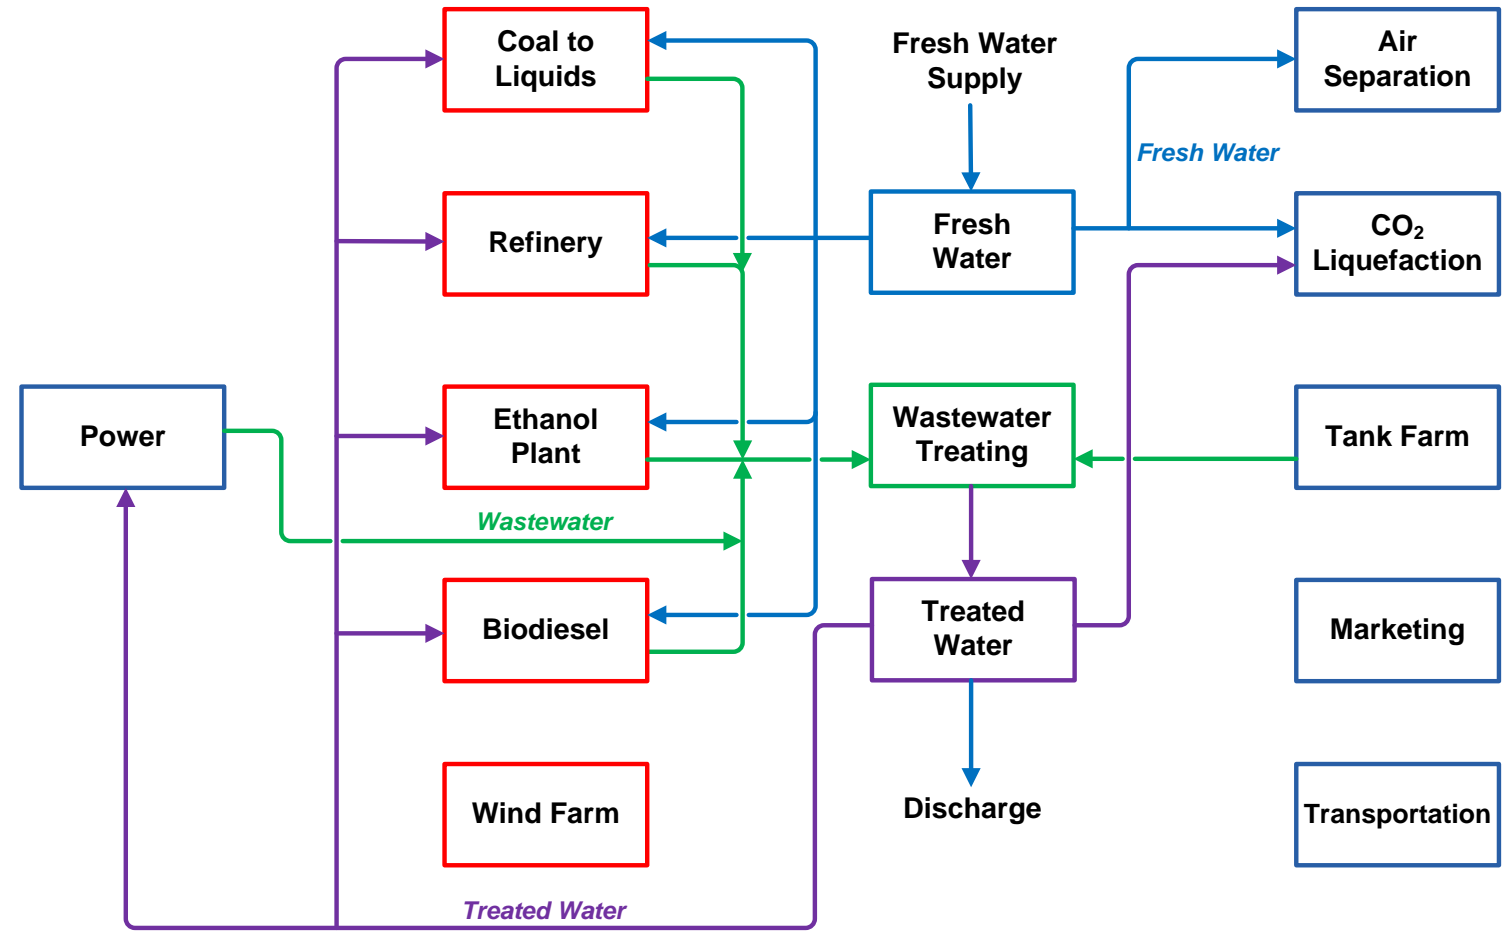 Coal to
Liquids
Fresh Water
Supply
Air
Separation
Fresh Water
Refinery
Fresh
Water
CO₂
Liquefaction
Power
Ethanol
Plant
Wastewater
Treating
Tank Farm
Wastewater
Biodiesel
Treated
Water
Marketing
Wind Farm
Discharge
Transportation
Treated Water